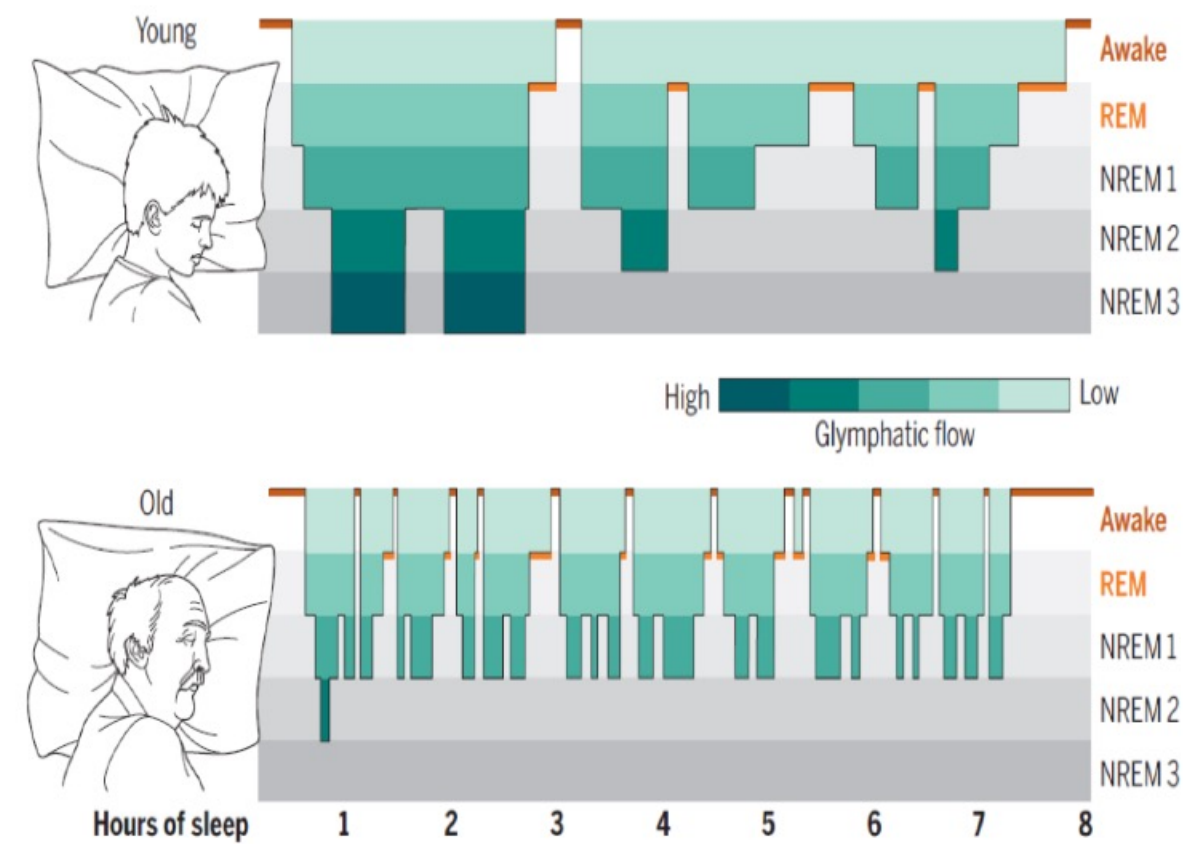 Young
Awake
REM
NREM 1
NREM 2
NREM 3
High
Low
Glymphatic flow
Old
Awake
REM
NREM 1
NREM 2
NREM 3
Hours of sleep 1 2 3 4 5 6 7 8